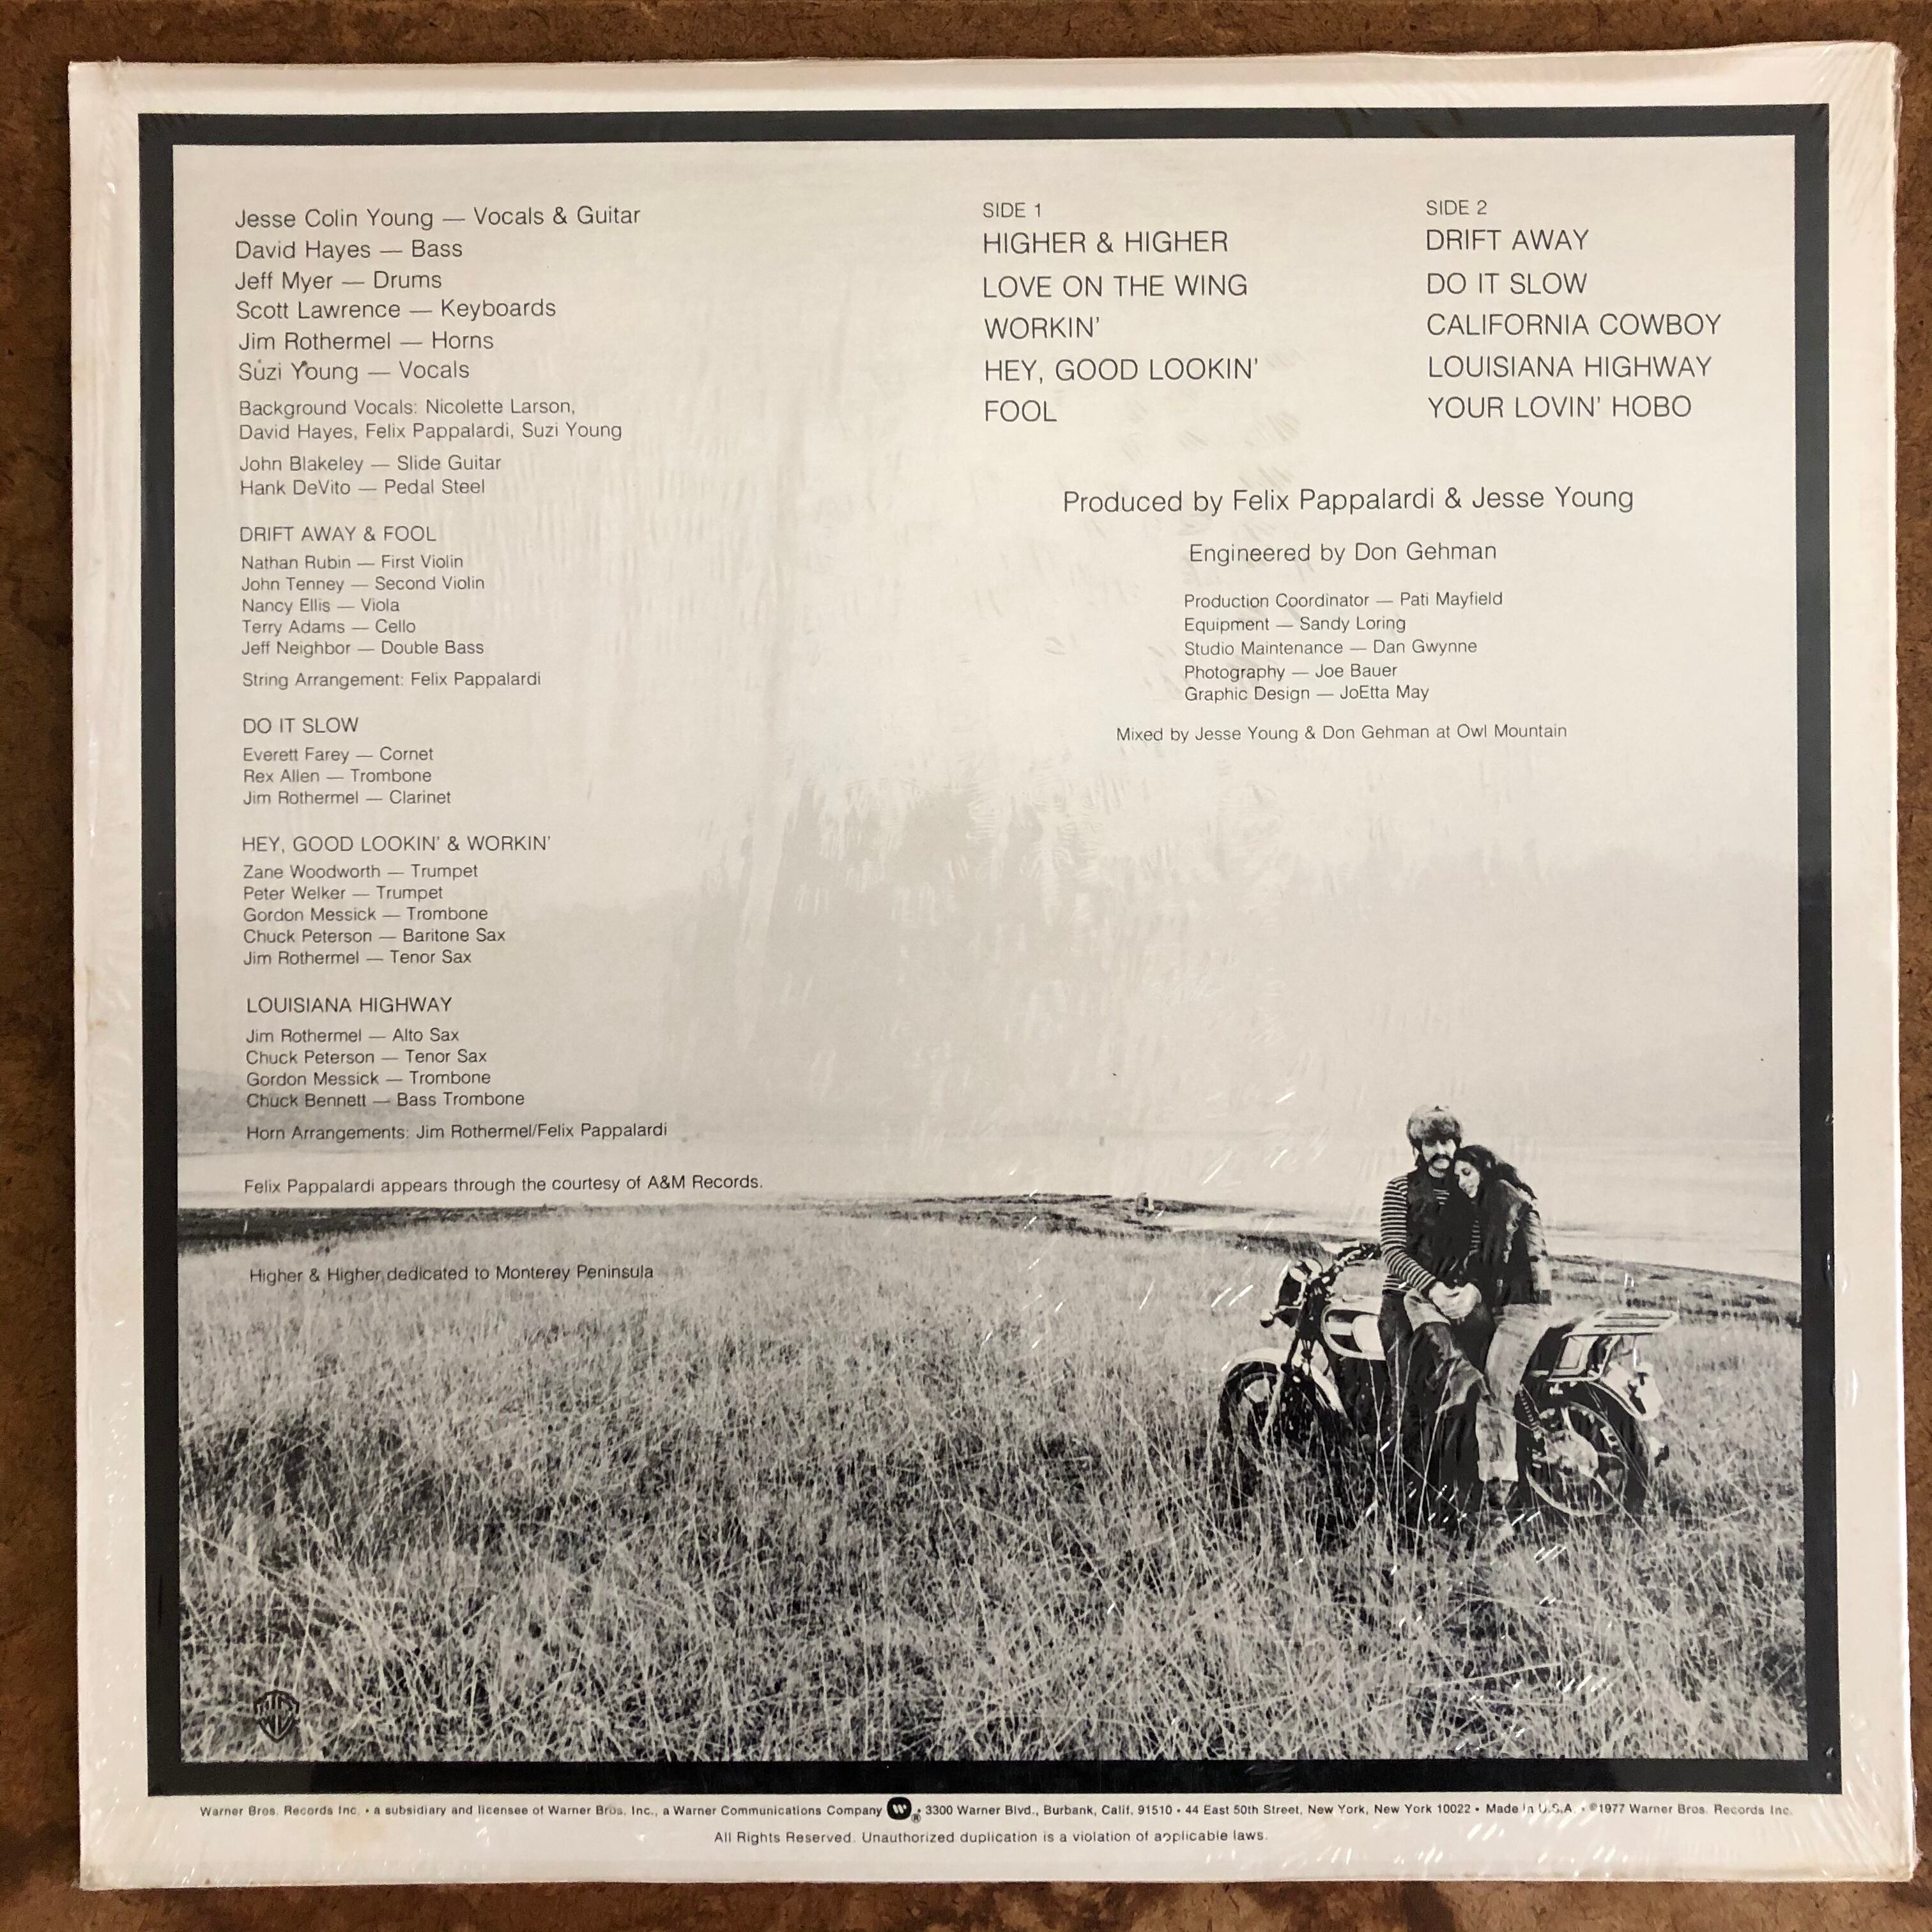 Jesse Colin Young — Vocals & Guitar
David Hayes — Bass
Jeff Myer — Drums
Scott Lawrence — Keyboards
Jim Rothermel — Horns
Suzi Young — Vocals
Background Vocals: Nicolette Larson,
David Hayes, Felix Pappalardi, Suzi Young
John Blakeley — Slide Guitar
Hank DeVito — Pedal Steel
DRIFT AWAY & FOOL
Nathan Rubin — First Violin
John Tenney — Second Violin
Nancy Ellis — Viola
Terry Adams — Cello
Jeff Neighbor — Double Bass
String Arrangement: Felix Pappalardi
DO IT SLOW
Everett Farey — Cornet
Rex Allen — Trombone
Jim Rothermel — Clarinet
HEY, GOOD LOOKIN' & WORKIN'
Zane Woodworth — Trumpet
Peter Welker — Trumpet
Gordon Messick — Trombone
Chuck Peterson — Baritone Sax
Jim Rothermel — Tenor Sax
LOUISIANA HIGHWAY
Jim Rothermel — Alto Sax
Chuck Peterson — Tenor Sax
Gordon Messick — Trombone
Chuck Bennett — Bass Trombone
Horn Arrangements: Jim Rothermel/Felix Pappalardi
Felix Pappalardi appears through the courtesy of A&M Records.
Higher & Higher dedicated to Monterey Peninsula
SIDE 1
HIGHER & HIGHER
LOVE ON THE WING
WORKIN'
HEY, GOOD LOOKIN'
FOOL
SIDE 2
DRIFT AWAY
DO IT SLOW
CALIFORNIA COWBOY
LOUISIANA HIGHWAY
YOUR LOVIN' HOBO
Produced by Felix Pappalardi & Jesse Young
Engineered by Don Gehman
Production Coordinator — Pati Mayfield
Equipment — Sandy Loring
Studio Maintenance — Dan Gwynne
Photography — Joe Bauer
Graphic Design — JoEtta May
Mixed by Jesse Young & Don Gehman at Owl Mountain
WB
Warner Bros. Records Inc. • a subsidiary and licensee of Warner Bros. Inc., a Warner Communications Company W ® • 3300 Warner Blvd., Burbank, Calif. 91510 • 44 East 50th Street, New York, New York 10022 • Made in U.S.A. • ©1977 Warner Bros. Records Inc.
All Rights Reserved. Unauthorized duplication is a violation of applicable laws.